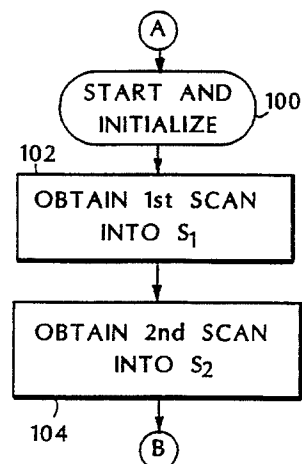 A
START AND
INITIALIZE
100
102
OBTAIN 1st SCAN
INTO S₁
OBTAIN 2nd SCAN
INTO S₂
104
B